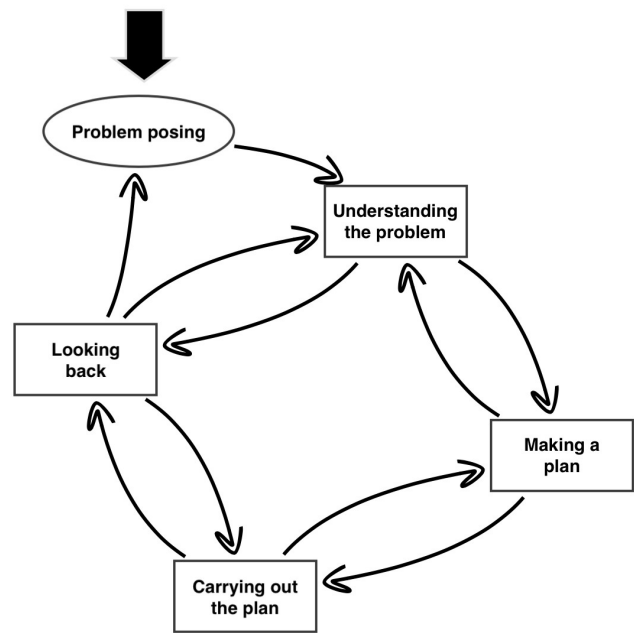 Problem posing
Understanding
the problem
Looking
back
Making a
plan
Carrying out
the plan